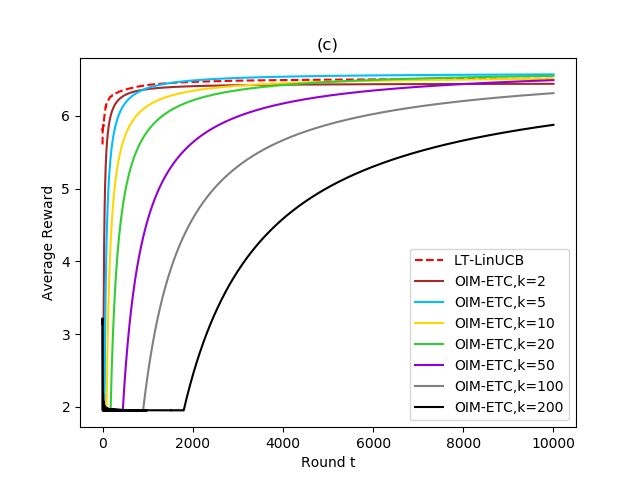 (c)
Average Reward
6
5
4
3
2
0
2000
4000
6000
8000
10000
Round t
LT-LinUCB
OIM-ETC,k=2
OIM-ETC,k=5
OIM-ETC,k=10
OIM-ETC,k=20
OIM-ETC,k=50
OIM-ETC,k=100
OIM-ETC,k=200